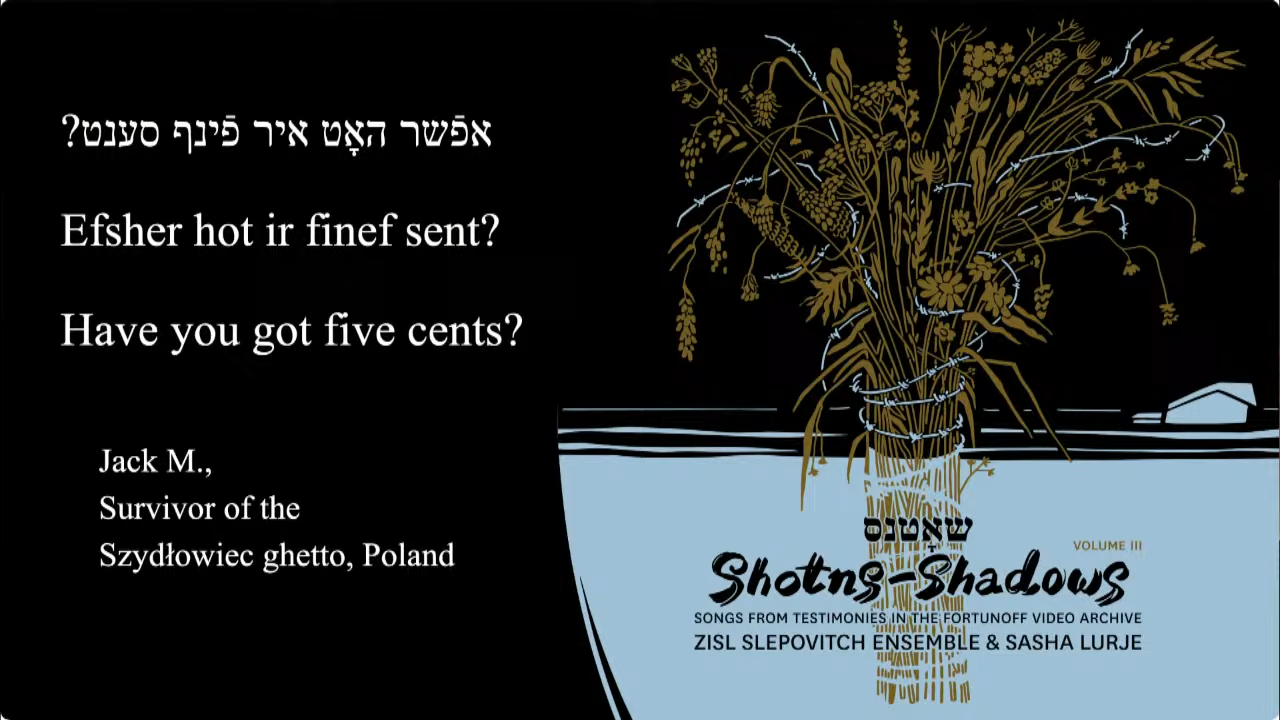 אפֿשר האָט איר פֿינף סענט?
Efsher hot ir finef sent?
Have you got five cents?
Jack M.,
Survivor of the
Szydłowiec ghetto, Poland
שאָטנס
VOLUME III
Shotns-Shadows
SONGS FROM TESTIMONIES IN THE FORTUNOFF VIDEO ARCHIVE
ZISL SLEPOVITCH ENSEMBLE & SASHA LURJE